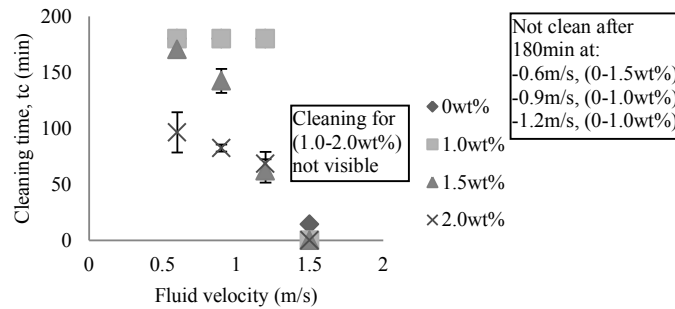 200
150
100
50
0
Cleaning time, tc (min)
0
0.5
1
1.5
2
Fluid velocity (m/s)
Cleaning for
(1.0-2.0wt%)
not visible
0wt%
1.0wt%
1.5wt%
2.0wt%
Not clean after
180min at:
-0.6m/s, (0-1.5wt%)
-0.9m/s, (0-1.0wt%)
-1.2m/s, (0-1.0wt%)